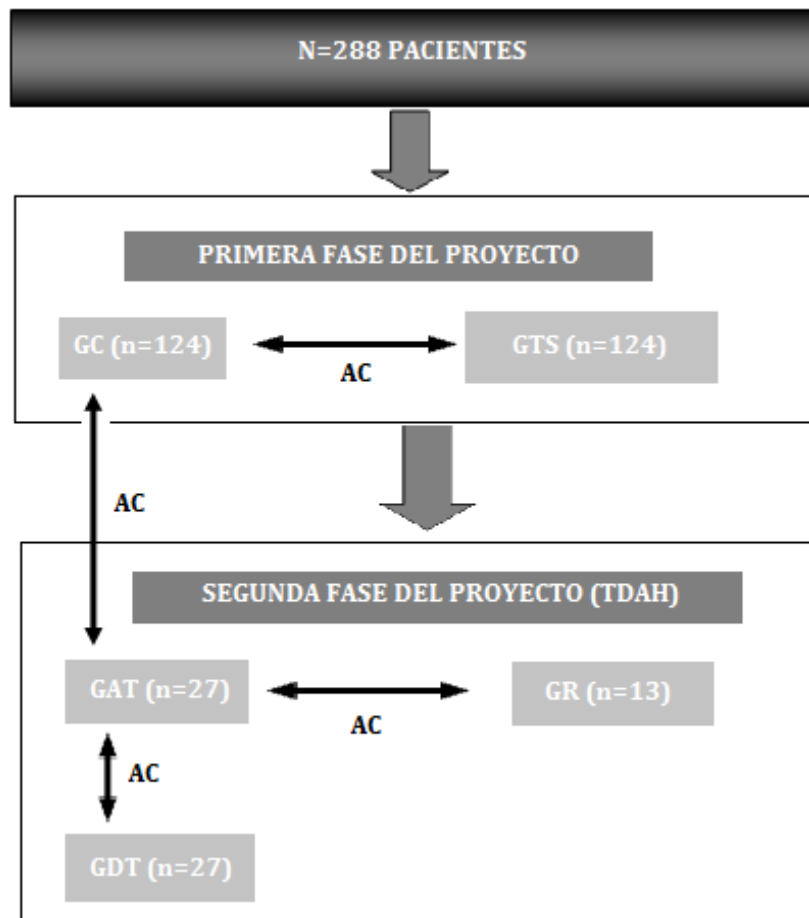 N=288 PACIENTES
PRIMERA FASE DEL PROYECTO
GC (n=124)
AC
GTS (n=124)
AC
SEGUNDA FASE DEL PROYECTO (TDAH)
GAT (n=27)
AC
GR (n=13)
AC
GDT (n=27)